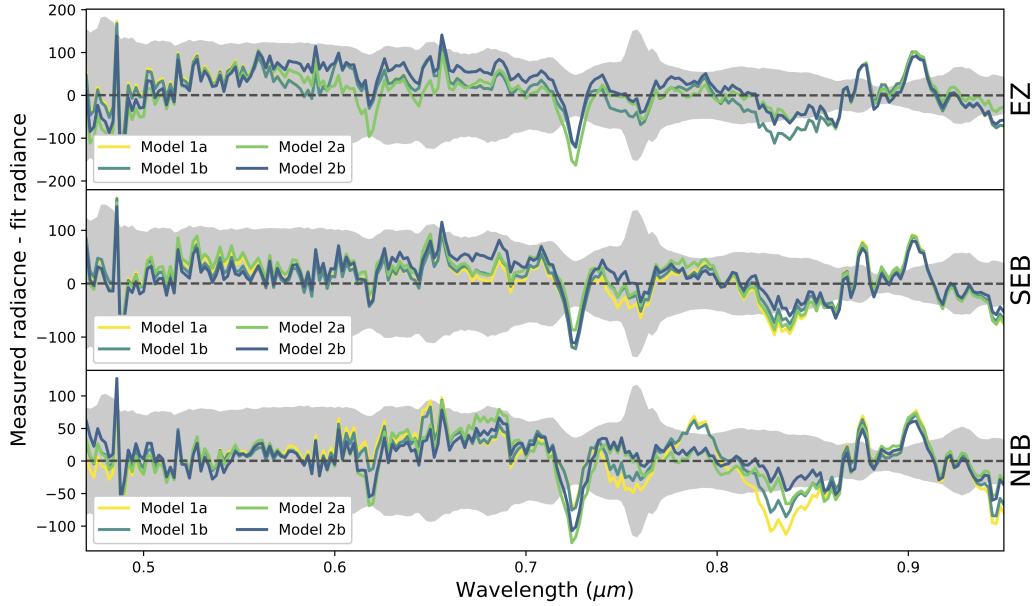 200
100
0
−100
−200
Model 1a
Model 1b
Model 2a
Model 2b
EZ
100
0
−100
Model 1a
Model 1b
Model 2a
Model 2b
SEB
100
50
0
−50
−100
Model 1a
Model 1b
Model 2a
Model 2b
NEB
Measured radiacne - fit radiance
0.5 0.6 0.7 0.8 0.9
Wavelength (μm)